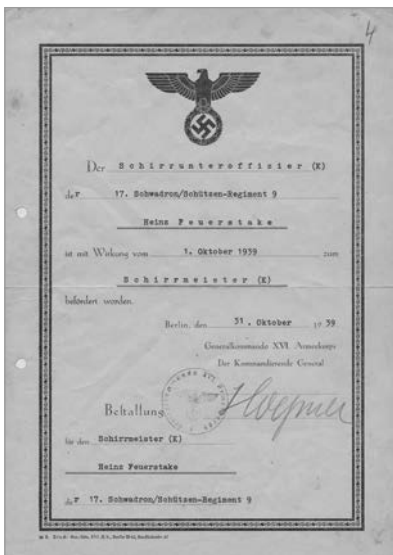 4
Der Schirrunteroffizier (K)
der 17. Schwadron/Schützen-Regiment 9
Heinz Feuerstake
ist mit Wirkung vom 1. Oktober 1939 zum
Schirrmeister (K)
befördert worden.
Berlin, den 31. Oktober 1939
Generalkommando XVI. Armeekorps
Der Kommandierende General
Hoepner
Bestallung
für den Schirrmeister (K)
Heinz Feuerstake
der 17. Schwadron/Schützen-Regiment 9